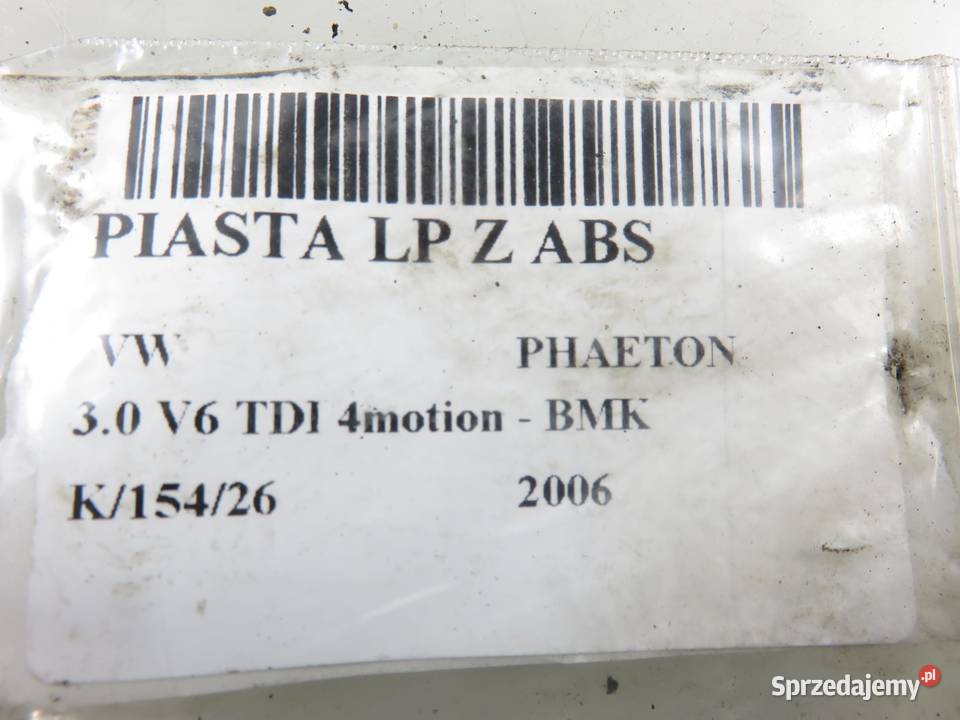 PIASTA LP Z ABS
VW PHAETON
3.0 V6 TDI 4motion - BMK
K/154/26 2006
Sprzedajemy.pl